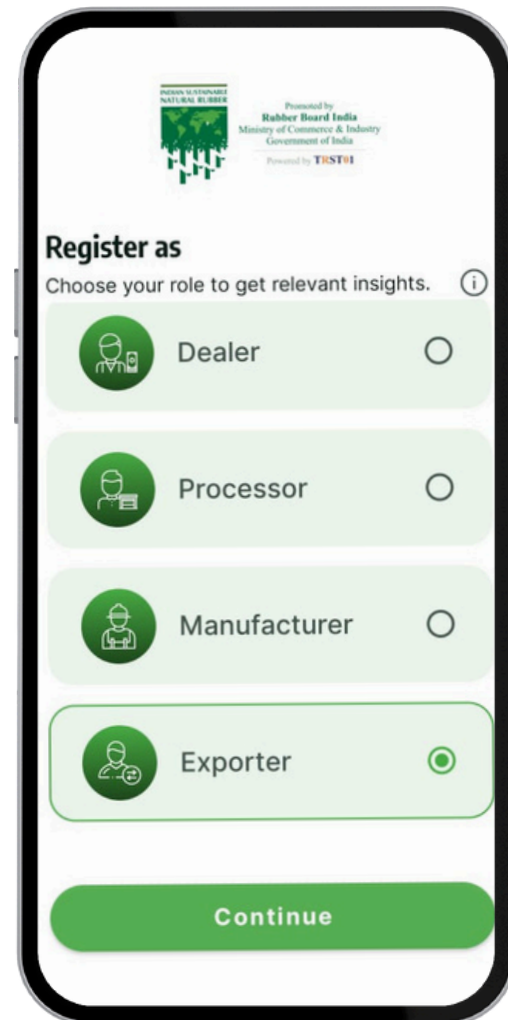 INDIAN SUSTAINABLE
NATURAL RUBBER
Promoted by
Rubber Board India
Ministry of Commerce & Industry
Government of India
Powered by TRST01
Register as
Choose your role to get relevant insights.
Dealer
Processor
Manufacturer
Exporter
Continue